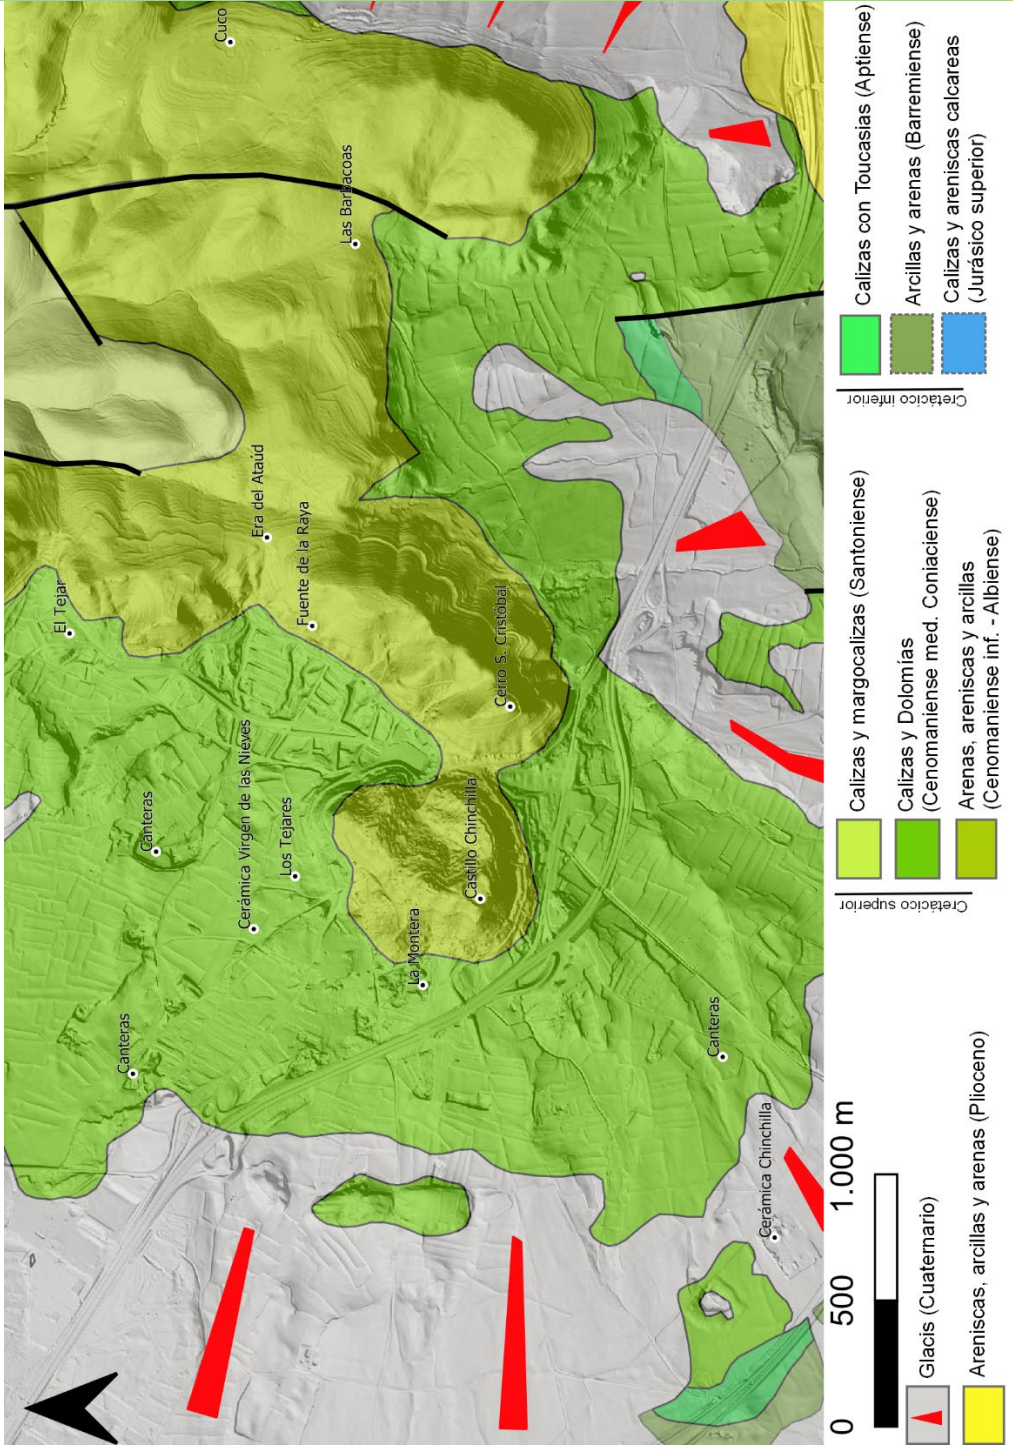 Cuco
Las Barbacoas
El Tejar
Era del Ataúd
Fuente de la Raya
Cerro S. Cristóbal
Canteras
Cerámica Virgen de las Nieves
Los Tejares
Castillo Chinchilla
La Montera
Canteras
Canteras
Cerámica Chinchilla
0
500
1.000 m
Glacis (Cuaternario)
Areniscas, arcillas y arenas (Plioceno)
Cretácico superior
Calizas y margocalizas (Santoniense)
Calizas y Dolomías
(Cenomaniense med. Coniaciense)
Arenas, areniscas y arcillas
(Cenomaniense inf. - Albiense)
Cretácico inferior
Calizas con Toucasias (Aptiense)
Arcillas y arenas (Barremiense)
Calizas y areniscas calcareas
(Jurásico superior)